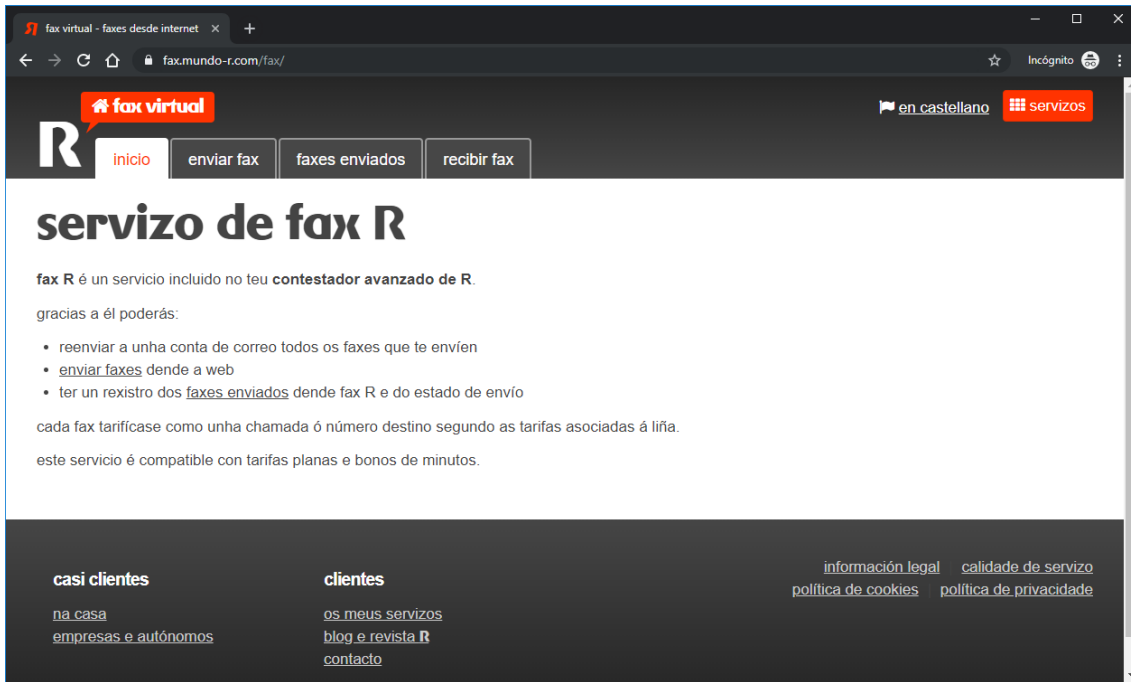 fax virtual - faxes desde internet
fax.mundo-r.com/fax/
Incógnito
fax virtual
en castellano
servizos
R
inicio
enviar fax
faxes enviados
recibir fax
servizo de fax R
fax R é un servicio incluido no teu contestador avanzado de R.
gracias a él poderás:
• reenviar a unha conta de correo todos os faxes que te envíen
• enviar faxes dende a web
• ter un rexistro dos faxes enviados dende fax R e do estado de envío
cada fax tarifícase como unha chamada ó número destino segundo as tarifas asociadas á liña.
este servicio é compatible con tarifas planas e bonos de minutos.
casi clientes
na casa
empresas e autónomos
clientes
os meus servizos
blog e revista R
contacto
información legal
calidade de servizo
política de cookies
política de privacidade